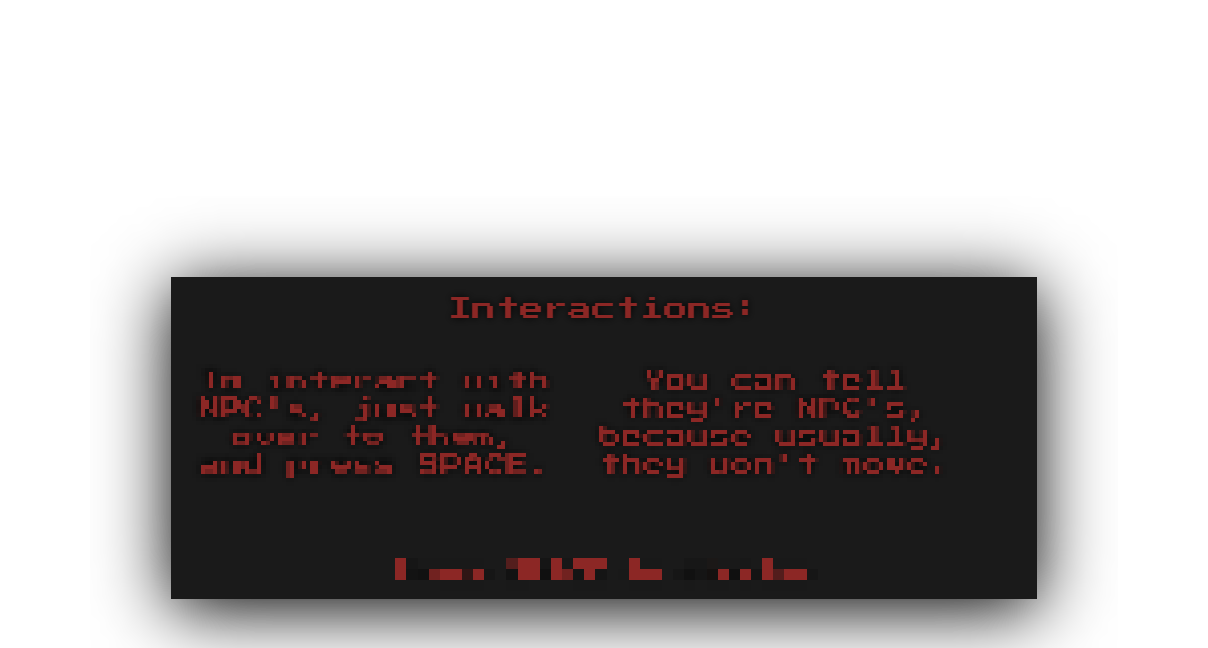 Interactions:
To interact with
NPC's, just walk
over to them,
and press SPACE.
You can tell
they're NPC's,
because usually,
they won't move.